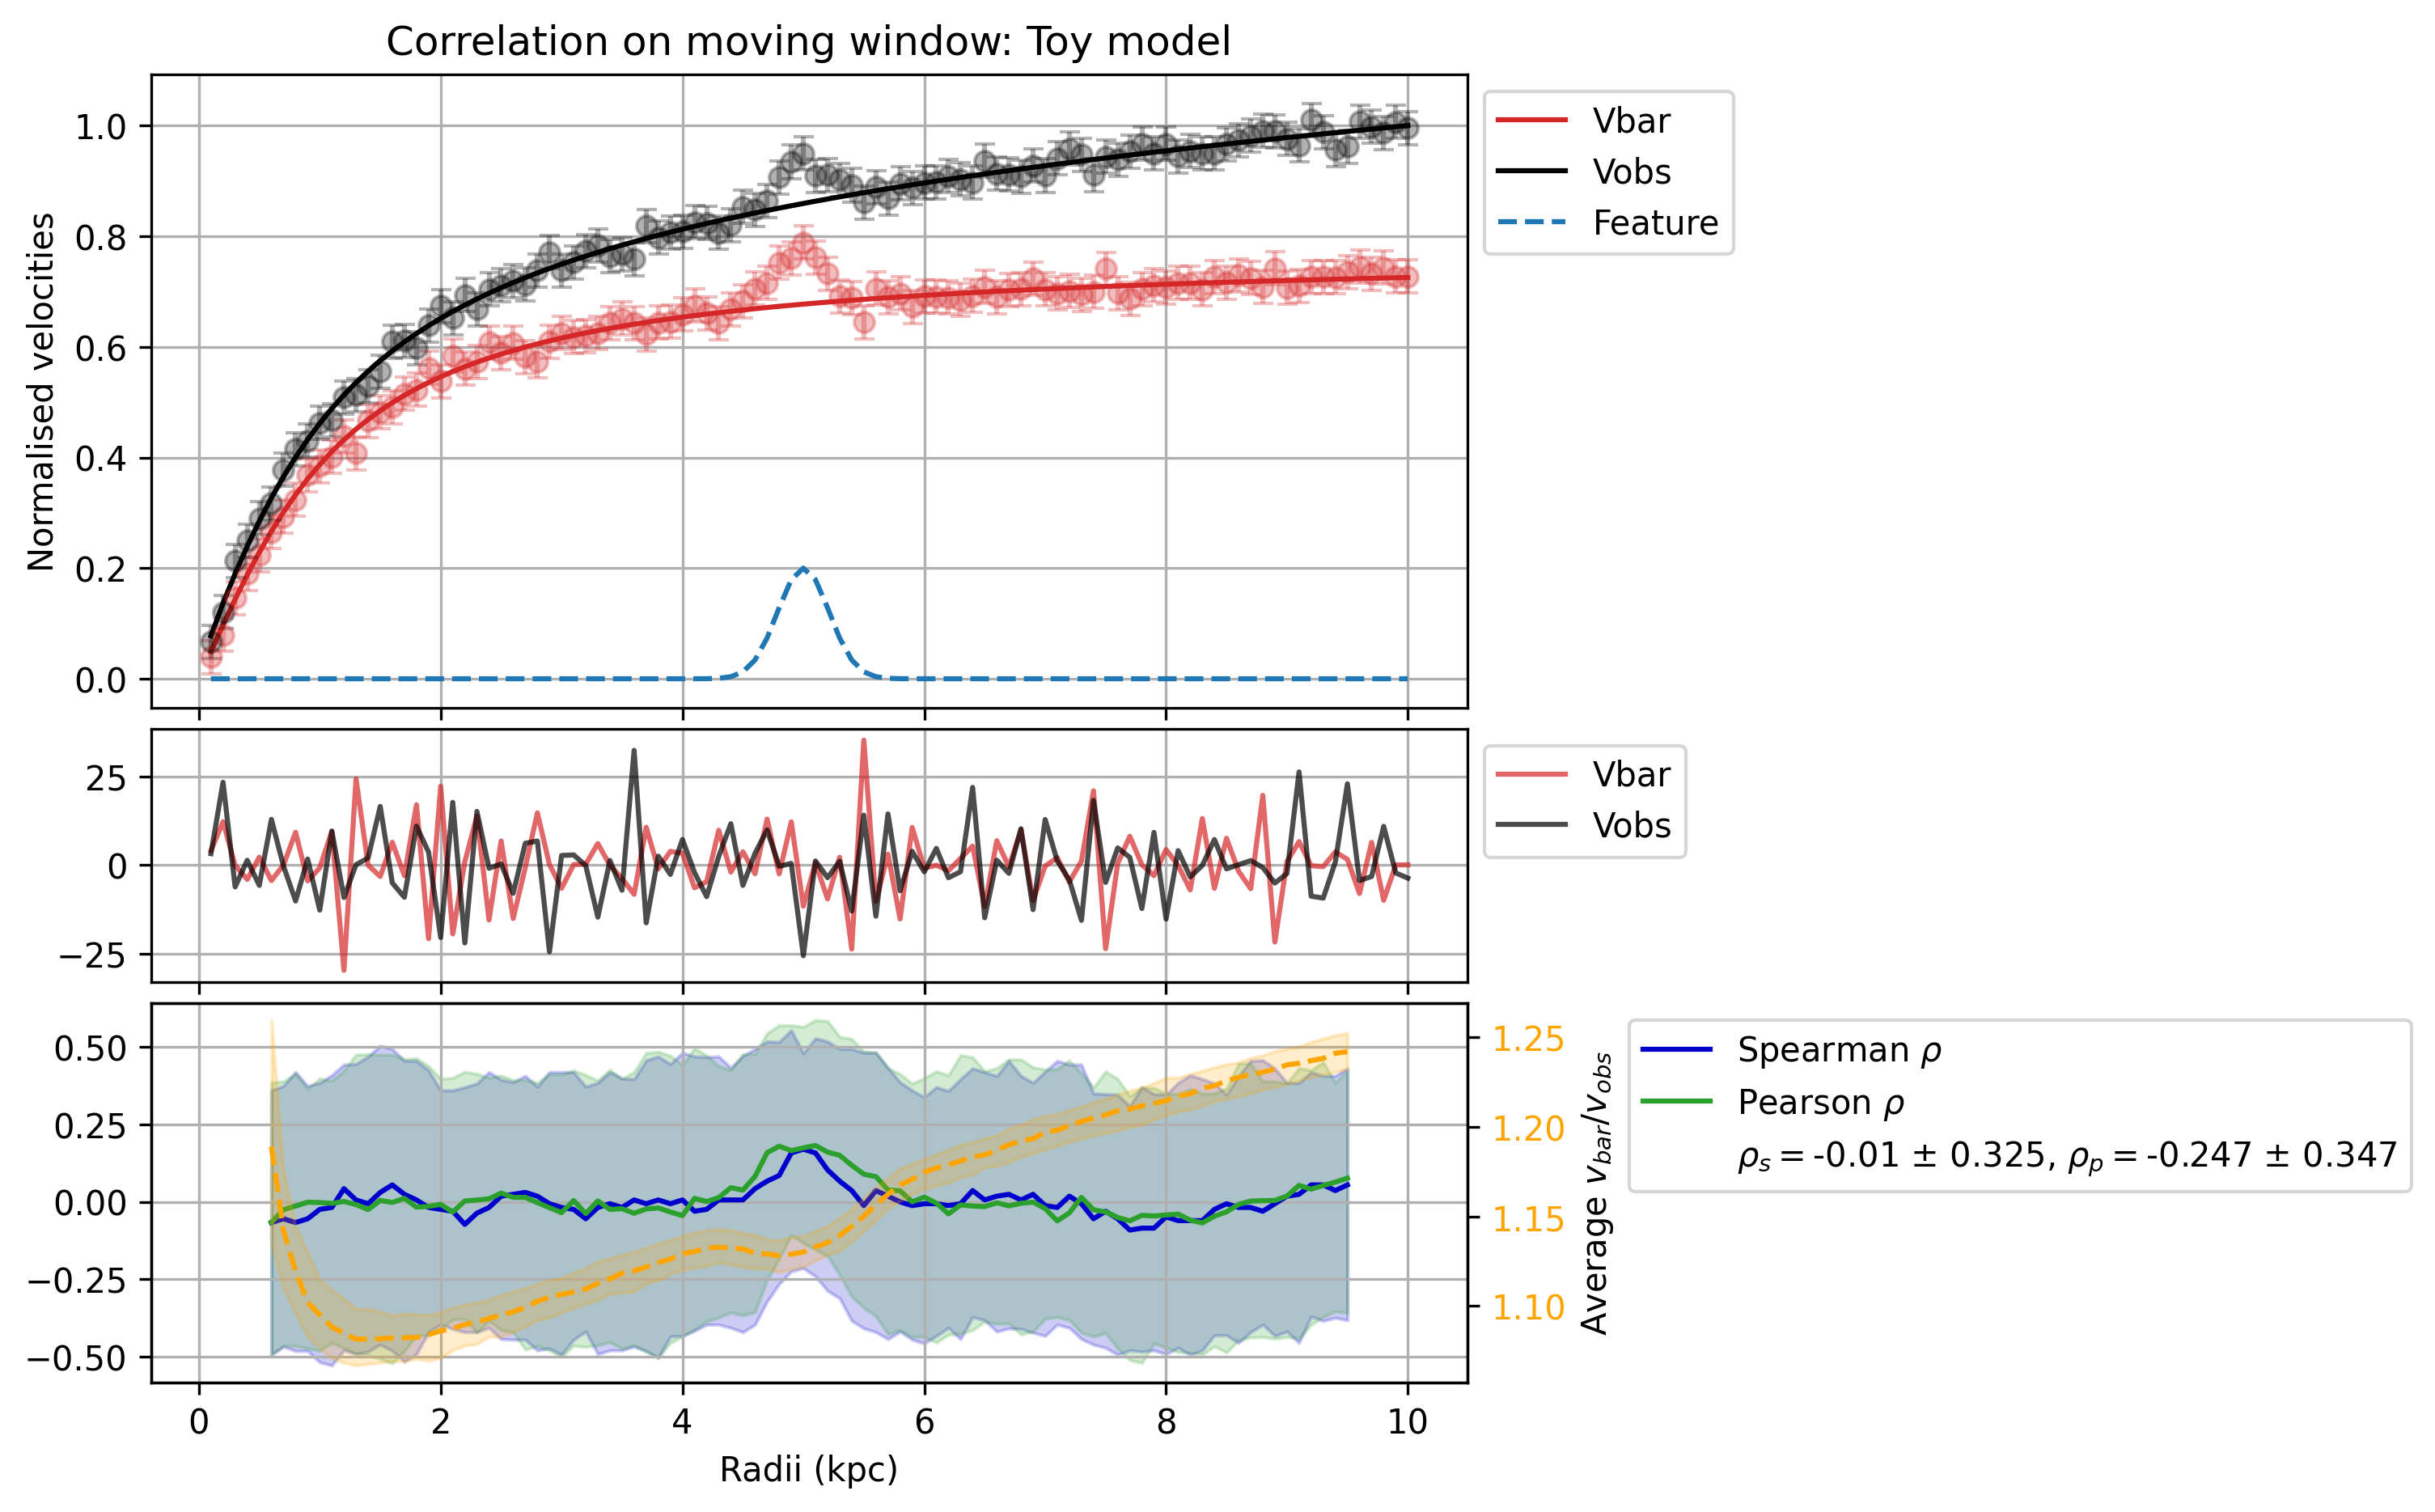 Correlation on moving window: Toy model
Normalised velocities
1.0
0.8
0.6
0.4
0.2
0.0
Vbar
Vobs
Feature
25
0
−25
Vbar
Vobs
0.50
0.25
0.00
−0.25
−0.50
0
2
4
6
8
10
Radii (kpc)
1.25
1.20
1.15
1.10
Average v_bar/v_obs
Spearman ρ
Pearson ρ
ρ_s = -0.01 ± 0.325, ρ_p = -0.247 ± 0.347